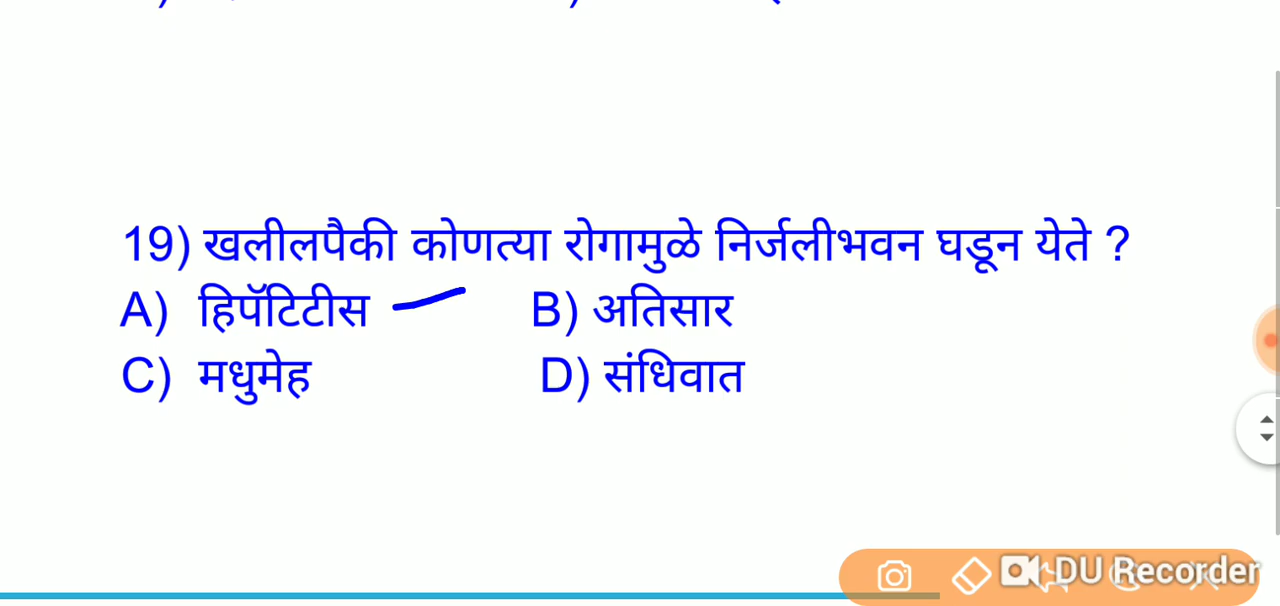 19) खलीलपैकी कोणत्या रोगामुळे निर्जलीभवन घडून येते ?
A) हिपॅटिटीस B) अतिसार
C) मधुमेह D) संधिवात
DU Recorder